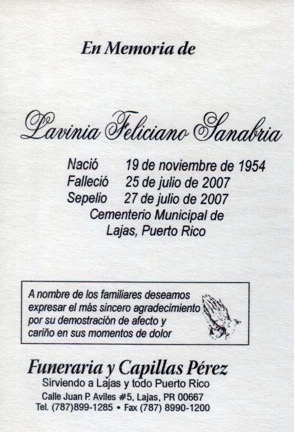 En Memoria de
Lavinia Feliciano Sanabria
Nació 19 de noviembre de 1954
Falleció 25 de julio de 2007
Sepelio 27 de julio de 2007
Cementerio Municipal de
Lajas, Puerto Rico
A nombre de los familiares deseamos
expresar el más sincero agradecimiento
por su demostración de afecto y
cariño en sus momentos de dolor
Funeraria y Capillas Pérez
Sirviendo a Lajas y todo Puerto Rico
Calle Juan P. Aviles #5, Lajas, PR 00667
Tel. (787)899-1285 • Fax (787) 8990-1200